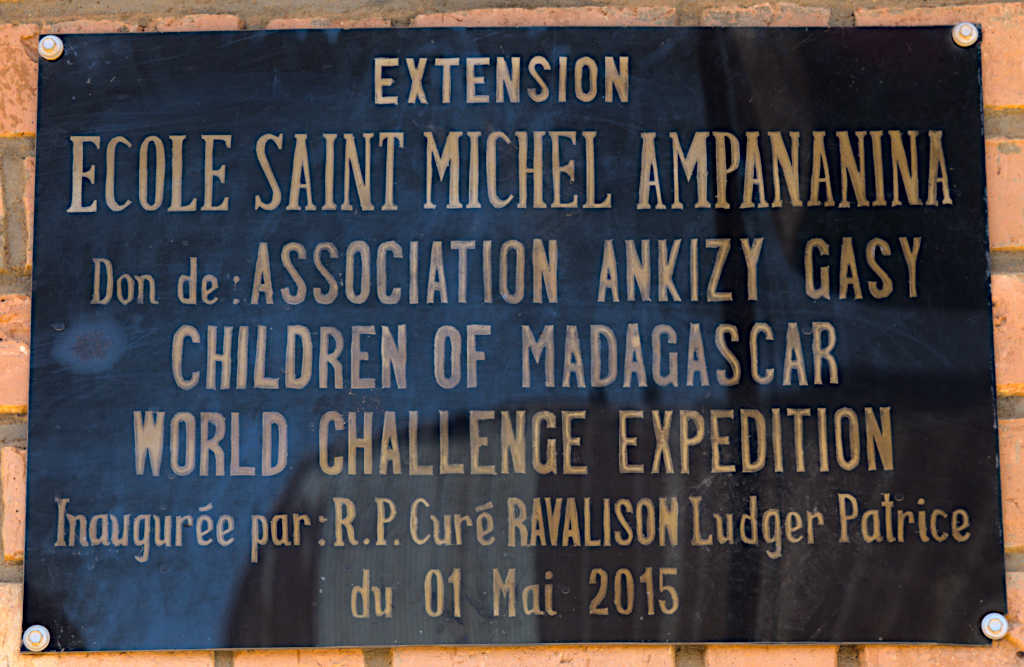 EXTENSION
ECOLE SAINT MICHEL AMPANANINA
Don de : ASSOCIATION ANKIZY GASY
CHILDREN OF MADAGASCAR
WORLD CHALLENGE EXPEDITION
Inaugurée par : R.P. Curé RAVALISON Ludger Patrice
du 01 Mai 2015